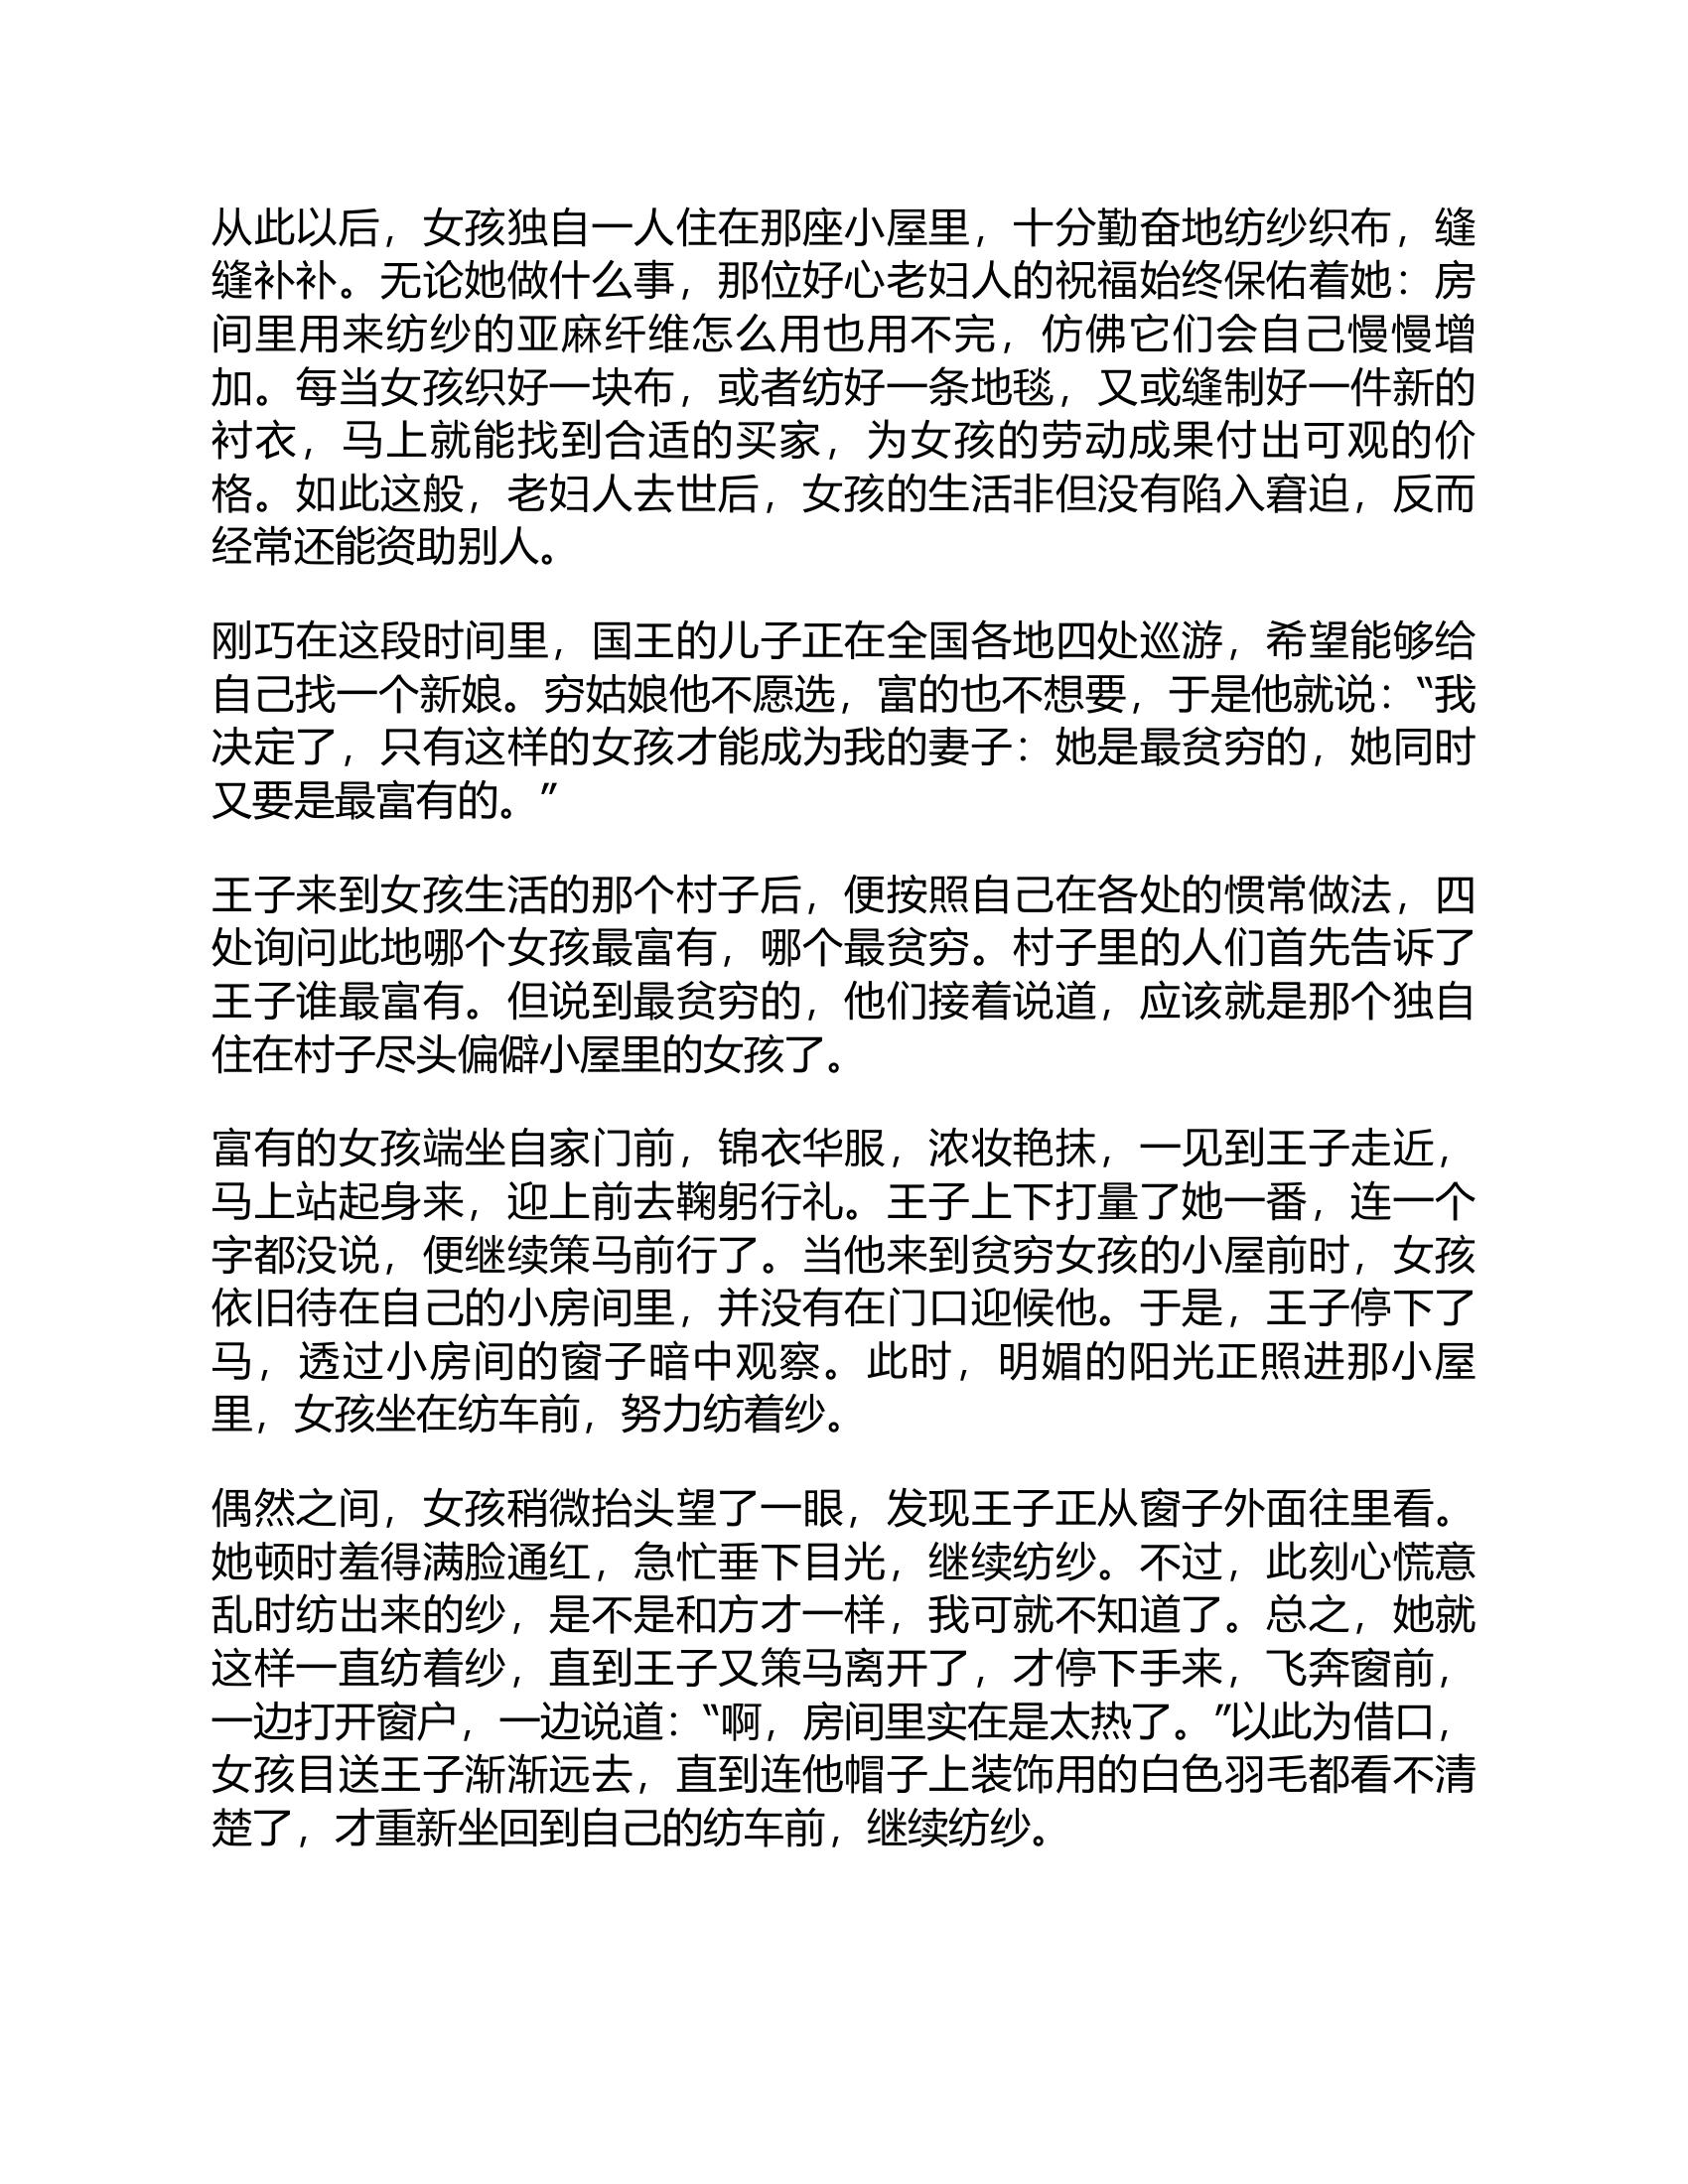 从此以后，女孩独自一人住在那座小屋里，十分勤奋地纺纱织布，缝
缝补补。无论她做什么事，那位好心老妇人的祝福始终保佑着她：房
间里用来纺纱的亚麻纤维怎么用也用不完，仿佛它们会自己慢慢增
加。每当女孩织好一块布，或者纺好一条地毯，又或缝制好一件新的
衬衣，马上就能找到合适的买家，为女孩的劳动成果付出可观的价
格。如此这般，老妇人去世后，女孩的生活非但没有陷入窘迫，反而
经常还能资助别人。
刚巧在这段时间里，国王的儿子正在全国各地四处巡游，希望能够给
自己找一个新娘。穷姑娘他不愿选，富的也不想要，于是他就说：“我
决定了，只有这样的女孩才能成为我的妻子：她是最贫穷的，她同时
又要是最富有的。”
王子来到女孩生活的那个村子后，便按照自己在各处的惯常做法，四
处询问此地哪个女孩最富有，哪个最贫穷。村子里的人们首先告诉了
王子谁最富有。但说到最贫穷的，他们接着说道，应该就是那个独自
住在村子尽头偏僻小屋里的女孩了。
富有的女孩端坐自家门前，锦衣华服，浓妆艳抹，一见到王子走近，
马上站起身来，迎上前去鞠躬行礼。王子上下打量了她一番，连一个
字都没说，便继续策马前行了。当他来到贫穷女孩的小屋前时，女孩
依旧待在自己的小房间里，并没有在门口迎候他。于是，王子停下了
马，透过小房间的窗子暗中观察。此时，明媚的阳光正照进那小屋
里，女孩坐在纺车前，努力纺着纱。
偶然之间，女孩稍微抬头望了一眼，发现王子正从窗子外面往里看。
她顿时羞得满脸通红，急忙垂下目光，继续纺纱。不过，此刻心慌意
乱时纺出来的纱，是不是和方才一样，我可就不知道了。总之，她就
这样一直纺着纱，直到王子又策马离开了，才停下手来，飞奔窗前，
一边打开窗户，一边说道：“啊，房间里实在是太热了。”以此为借口，
女孩目送王子渐渐远去，直到连他帽子上装饰用的白色羽毛都看不清
楚了，才重新坐回到自己的纺车前，继续纺纱。